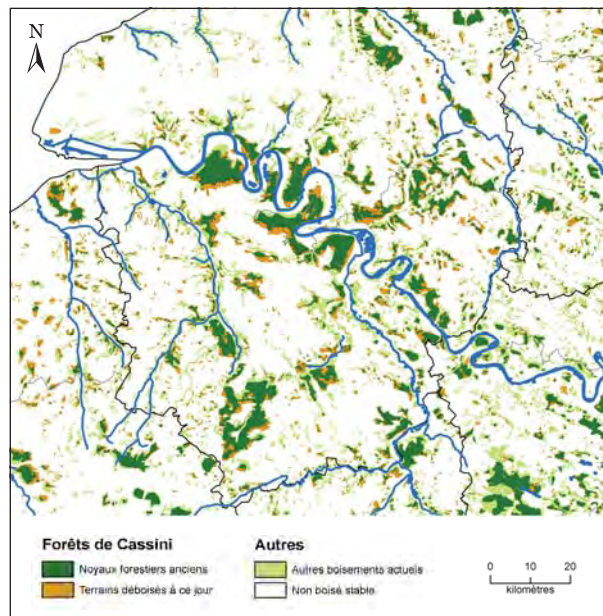 N
Forêts de Cassini
Noyaux forestiers anciens
Terrains déboisés à ce jour
Autres
Autres boisements actuels
Non boisé stable
0 10 20
kilomètres